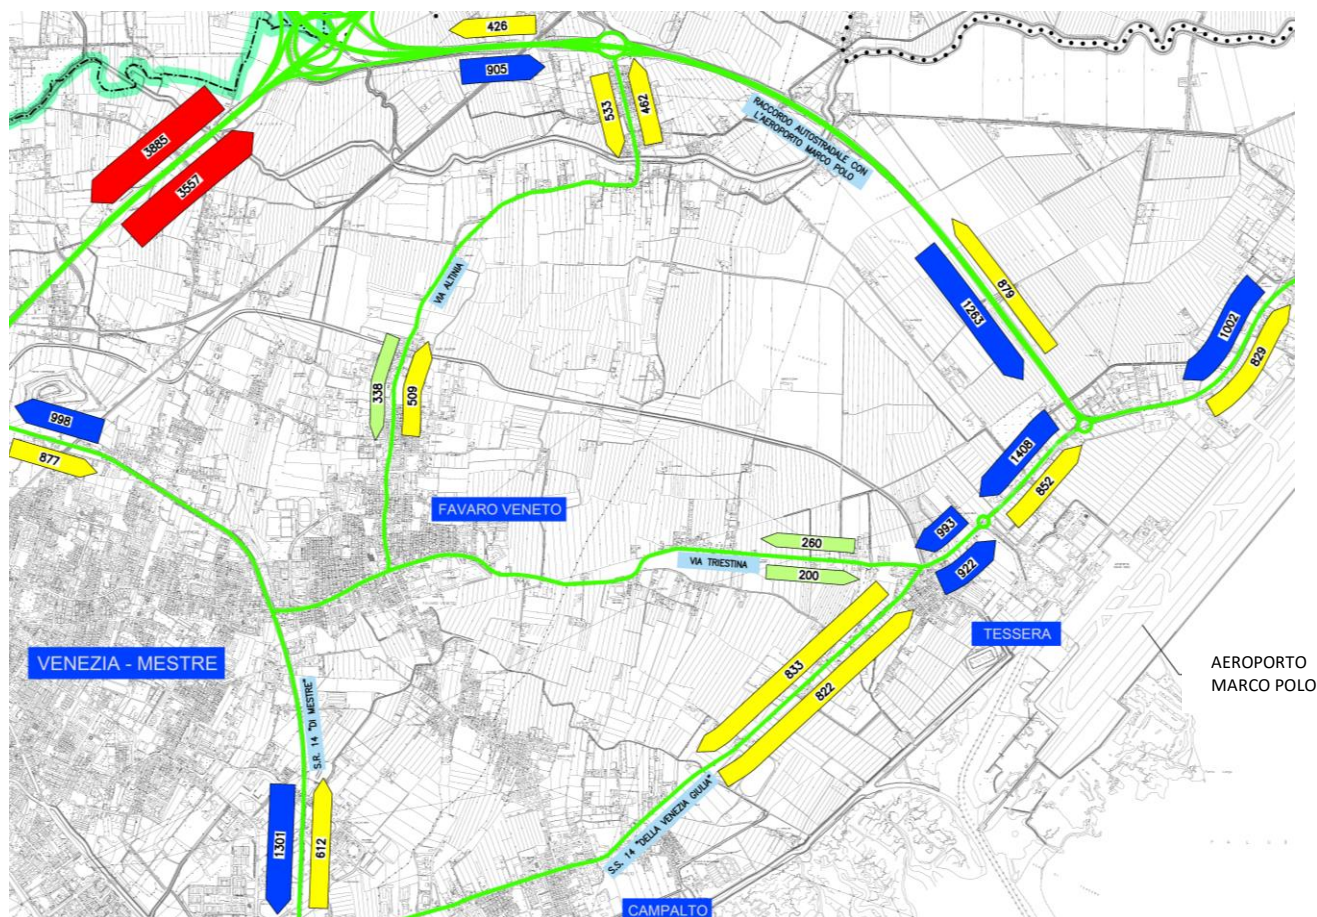 426
905
533
462
3885
3557
RACCORDO AUTOSTRADALE CON
L'AEROPORTO MARCO POLO
VIA ALTINIA
879
1263
1002
829
338
509
998
877
1408
852
FAVARO VENETO
993
922
260
VIA TRIESTINA
200
TESSERA
VENEZIA - MESTRE
AEROPORTO
MARCO POLO
833
822
S.R. 14 "DI MESTRE"
S.S. 14 "DELLA VENEZIA GIULIA"
1301
612
CAMPALTO